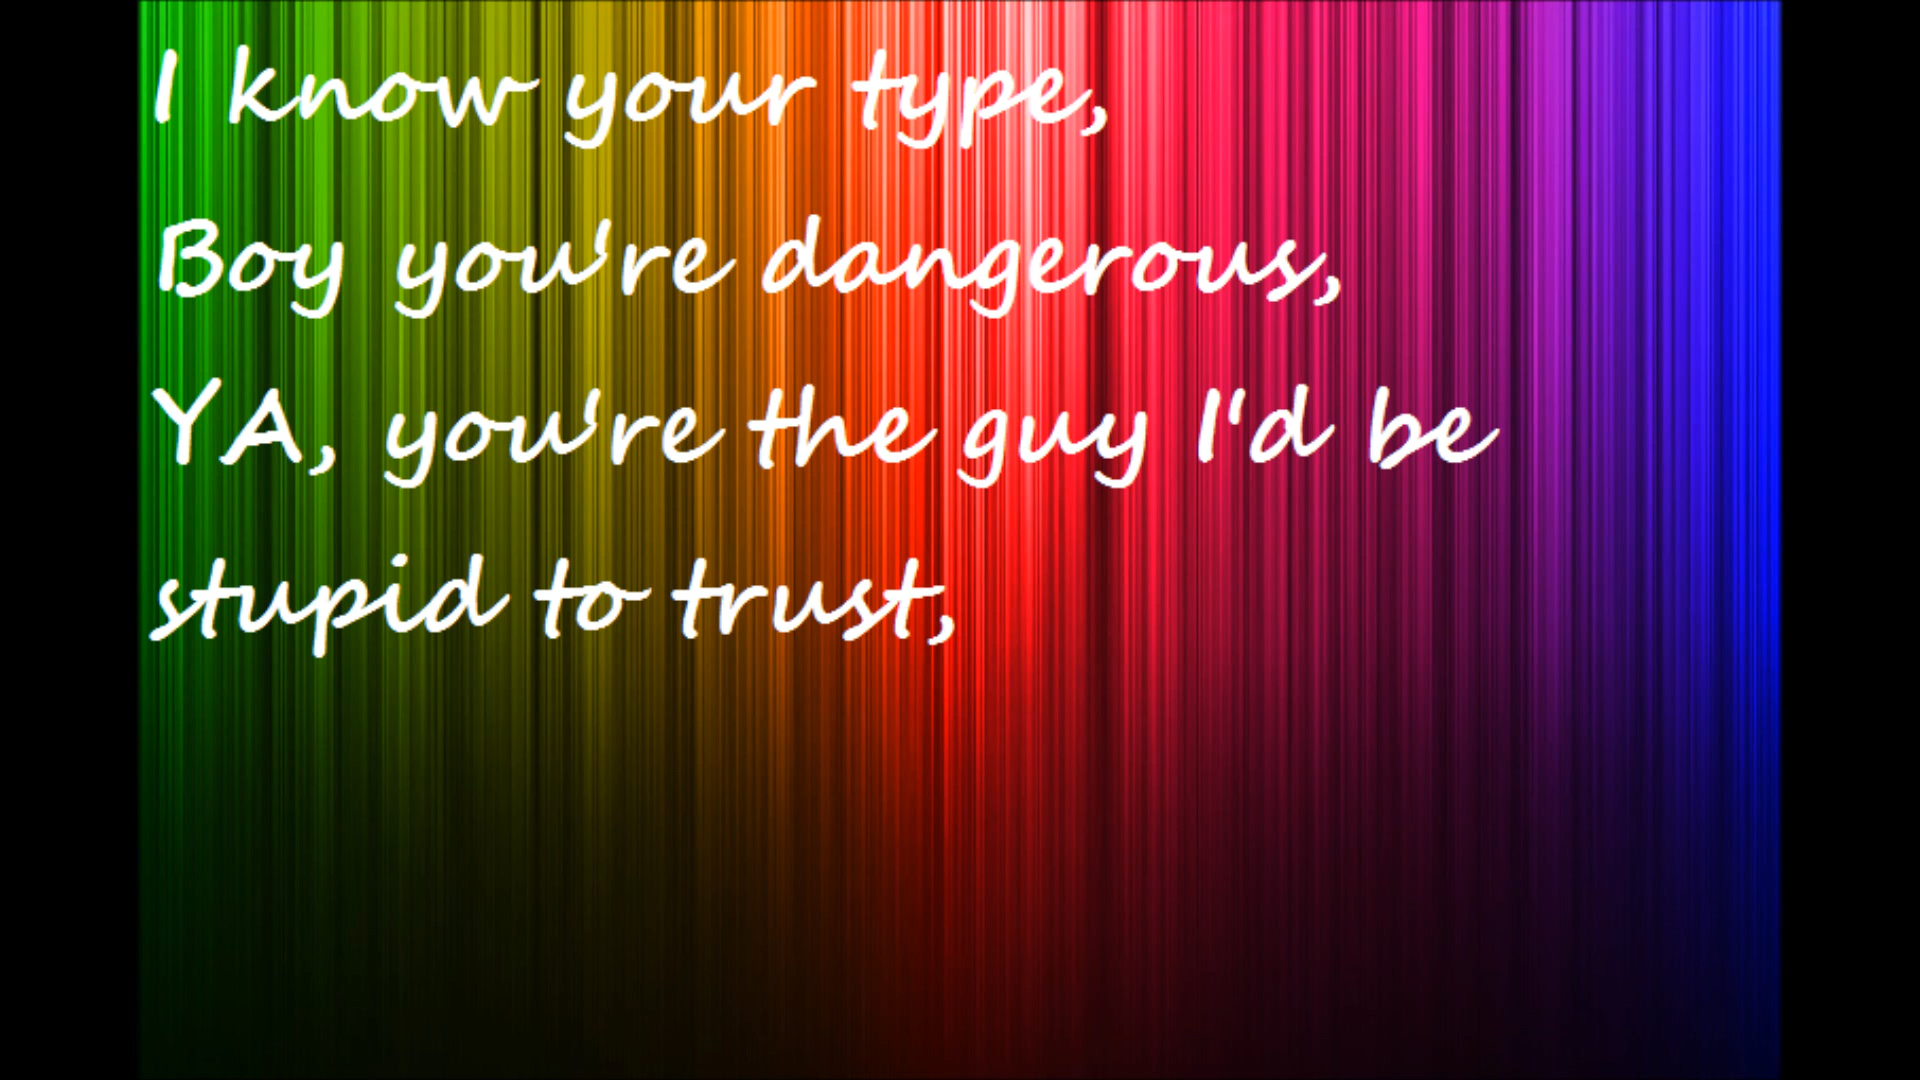 I know your type,
Boy you're dangerous,
YA, you're the guy I'd be
stupid to trust,